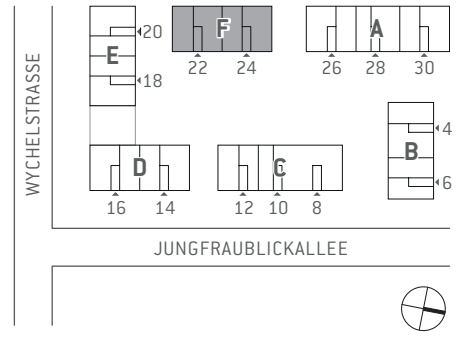 20
E
18
F
22 24
A
26 28 30
WYCHELSTRASSE
4
B
6
D
16 14
C
12 10 8
JUNGFRAUBLICKALLEE